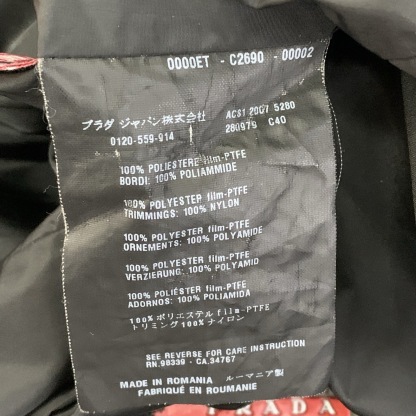 0000ET - C2690 - 00002
プラダ ジャパン株式会社 ACS1 2007 5280
0120-559-914 280979 C40
100% POLIESTERE film-PTFE
BORDI: 100% POLIAMMIDE
100% POLYESTER film-PTFE
TRIMMINGS: 100% NYLON
100% POLYESTER film-PTFE
ORNEMENTS: 100% POLYAMIDE
100% POLYESTER film-PTFE
VERZIERUNG: 100% POLYAMID
100% POLIÉSTER film-PTFE
ADORNOS: 100% POLIAMIDA
100%ポリエステル film-PTFE
トリミング100%ナイロン
SEE REVERSE FOR CARE INSTRUCTION
RN.98339 - CA.34767
MADE IN ROMANIA ルーマニア製
FABRIQUÉ EN ROUMANIE
PRADA